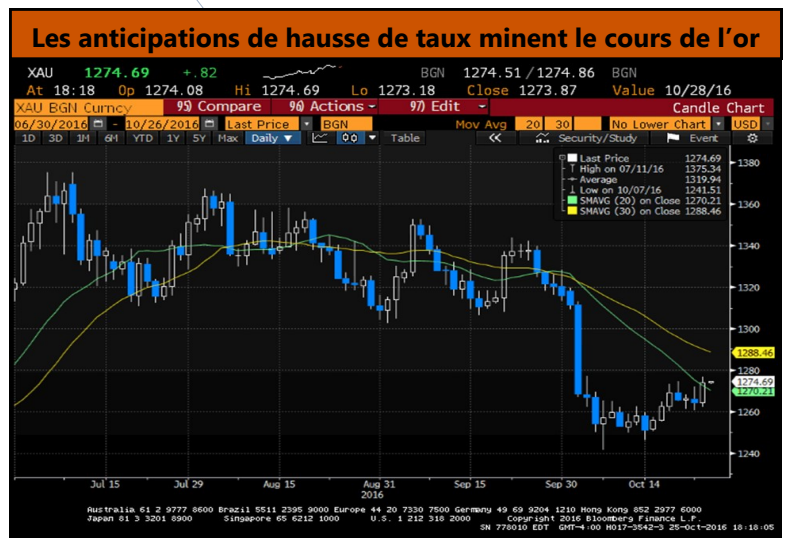 Les anticipations de hausse de taux minent le cours de l’or
XAU 1274.69 +.82 BGN 1274.51 / 1274.86 BGN
At 18:18 Op 1274.08 Hi 1274.69 Lo 1273.18 Close 1273.87 Value 10/28/16
XAU BGN Curncy 95) Compare 96) Actions 97) Edit Candle Chart
06/30/2016 - 10/26/2016 Last Price BGN Mov Avg 20 30 No Lower Chart USD
1D 3D 1M 6M YTD 1Y 5Y Max Daily ▼ Table « Security/Study Event
Last Price 1274.69
High on 07/11/16 1375.34
Average 1319.94
Low on 10/07/16 1241.51
SMAVG (20) on Close 1270.21
SMAVG (30) on Close 1288.46
1380
1360
1340
1320
1300
1288.46
1280
1274.69
1270.21
1260
1240
Jul 15 Jul 29 Aug 15 Aug 31 Sep 15 Sep 30 Oct 14
2016
Australia 61 2 9777 8600 Brazil 5511 2395 9000 Europe 44 20 7330 7500 Germany 49 69 9204 1210 Hong Kong 852 2977 6000
Japan 81 3 3201 8900 Singapore 65 6212 1000 U.S. 1 212 318 2000 Copyright 2016 Bloomberg Finance L.P.
SN 778010 EDT GMT-4:00 H017-3542-3 25-Oct-2016 18:18:05